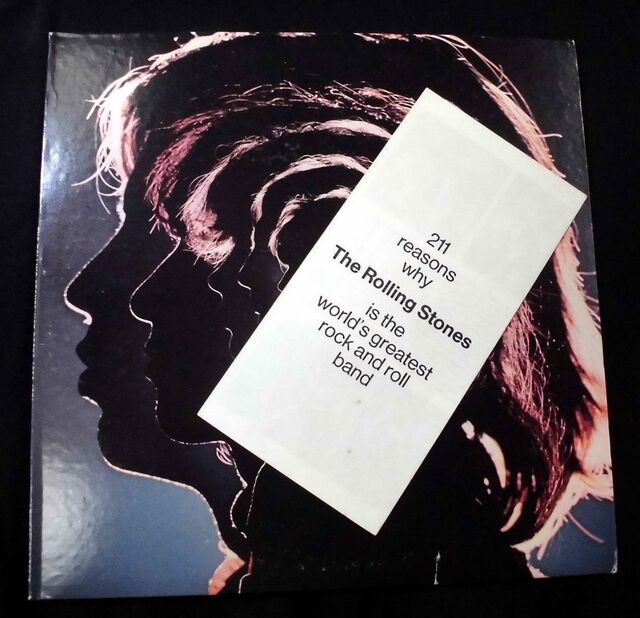 211
reasons
why
The Rolling Stones
is the
world's greatest
rock and roll
band